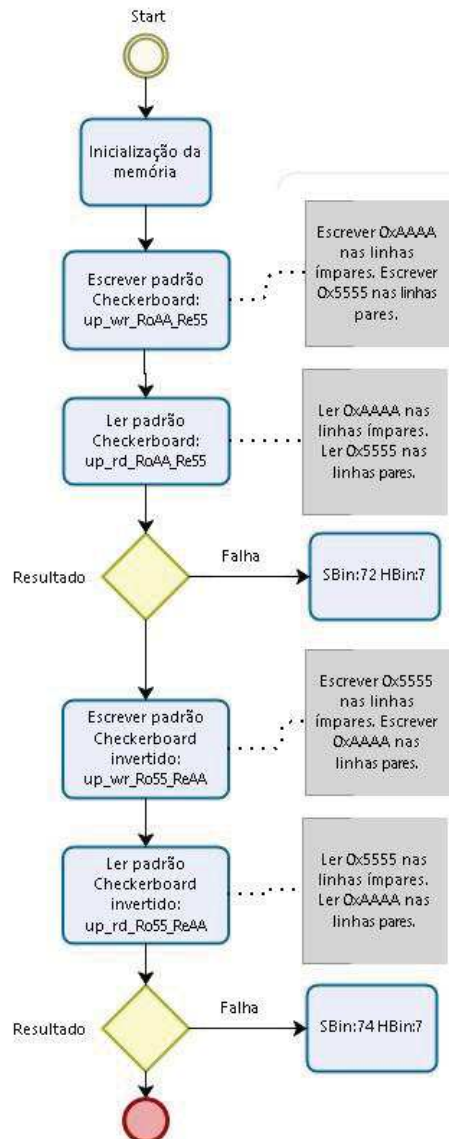 Start
Inicialização da
memória
Escrever padrão
Checkerboard:
up_wr_RoAA_Re55
Escrever 0xAAAA
nas linhas
ímpares. Escrever
0x5555 nas linhas
pares.
Ler padrão
Checkerboard:
up_rd_RoAA_Re55
Ler 0xAAAA nas
linhas ímpares.
Ler 0x5555 nas
linhas pares.
Resultado
Falha
SBin:72 HBin:7
Escrever padrão
Checkerboard
invertido:
up_wr_Ro55_ReAA
Escrever 0x5555
nas linhas
ímpares. Escrever
0xAAAA nas
linhas pares.
Ler padrão
Checkerboard
invertido:
up_rd_Ro55_ReAA
Ler 0x5555 nas
linhas ímpares.
Ler 0xAAAA nas
linhas pares.
Resultado
Falha
SBin:74 HBin:7